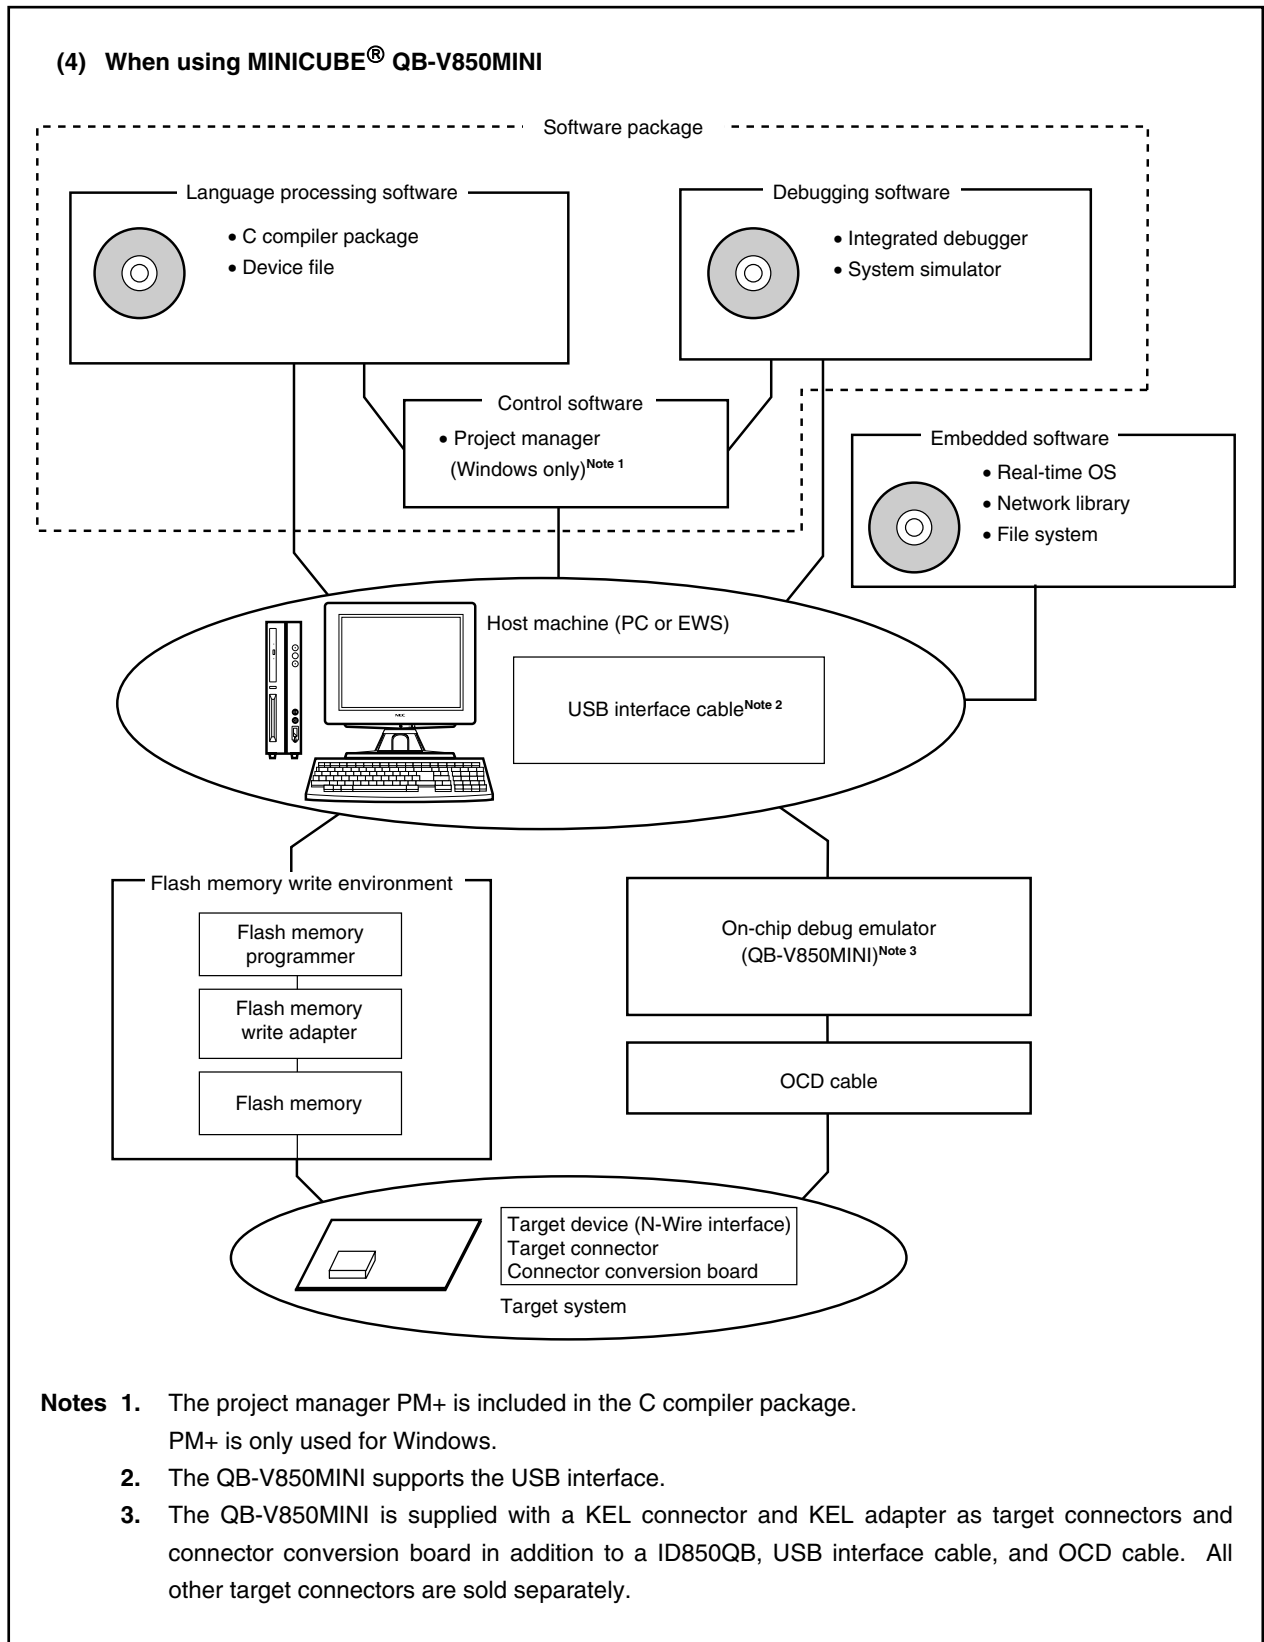 (4) When using MINICUBE® QB-V850MINI
Software package
Language processing software
• C compiler package
• Device file
Debugging software
• Integrated debugger
• System simulator
Control software
• Project manager
(Windows only)Note 1
Embedded software
• Real-time OS
• Network library
• File system
Host machine (PC or EWS)
NEC
USB interface cableNote 2
Flash memory write environment
Flash memory
programmer
Flash memory
write adapter
Flash memory
On-chip debug emulator
(QB-V850MINI)Note 3
OCD cable
Target device (N-Wire interface)
Target connector
Connector conversion board
Target system
Notes 1. The project manager PM+ is included in the C compiler package.
PM+ is only used for Windows.
2. The QB-V850MINI supports the USB interface.
3. The QB-V850MINI is supplied with a KEL connector and KEL adapter as target connectors and
connector conversion board in addition to a ID850QB, USB interface cable, and OCD cable. All
other target connectors are sold separately.